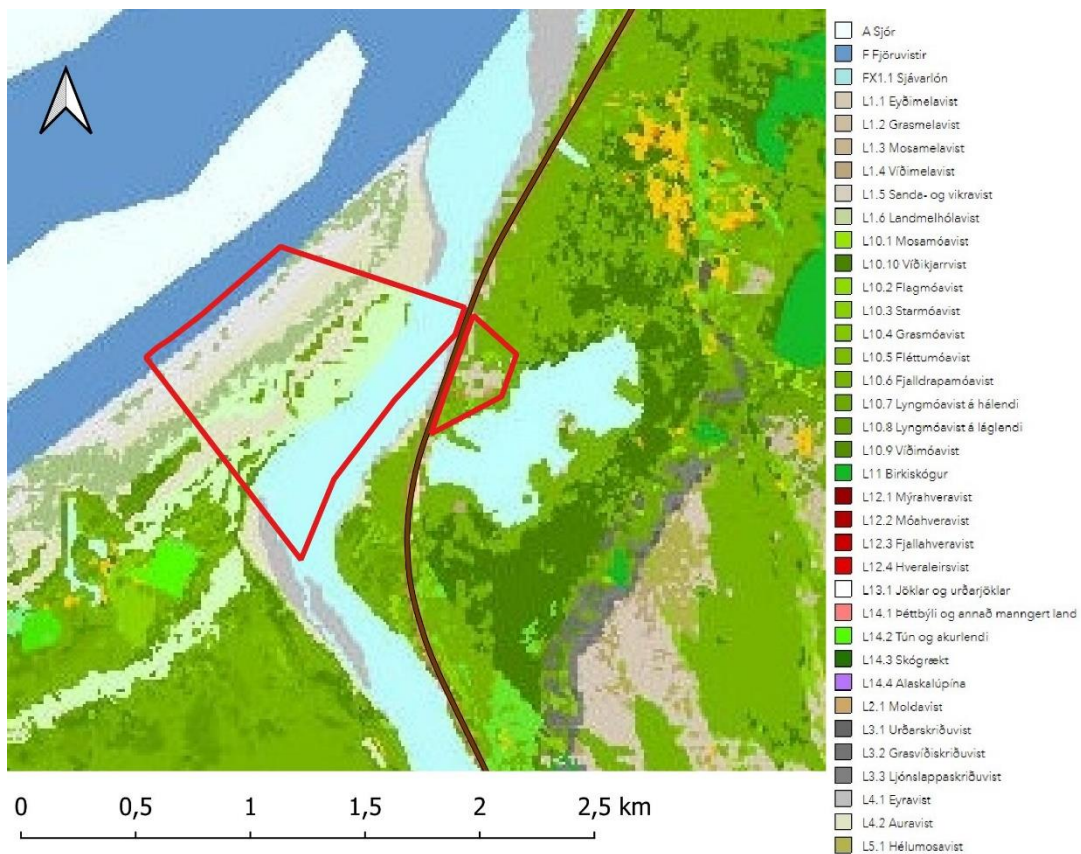 A Sjór
F Fjöruvistir
FX1.1 Sjávarlón
L1.1 Eyðimelavist
L1.2 Grasmelavist
L1.3 Mosamelavist
L1.4 Víðimelavist
L1.5 Sanda- og vikravist
L1.6 Landmelhólavist
L10.1 Mosamóavist
L10.10 Víðikjarrvist
L10.2 Flagmóavist
L10.3 Starmóavist
L10.4 Grasmóavist
L10.5 Fléttumóavist
L10.6 Fjalldrapamóavist
L10.7 Lyngmóavist á hálendi
L10.8 Lyngmóavist á láglendi
L10.9 Víðimóavist
L11 Birkiskógur
L12.1 Mýrahveravist
L12.2 Móahveravist
L12.3 Fjallahveravist
L12.4 Hveraleirsvist
L13.1 Jöklar og urðarjöklar
L14.1 Þéttbýli og annað manngert land
L14.2 Tún og akurlendi
L14.3 Skógrækt
L14.4 Alaskalúpína
L2.1 Moldavist
L3.1 Urðarskriðuvist
L3.2 Grasvíðiskriðuvist
L3.3 Ljónslappaskriðuvist
L4.1 Eyravist
L4.2 Auravist
L5.1 Hélumosavist
0 0,5 1 1,5 2 2,5 km